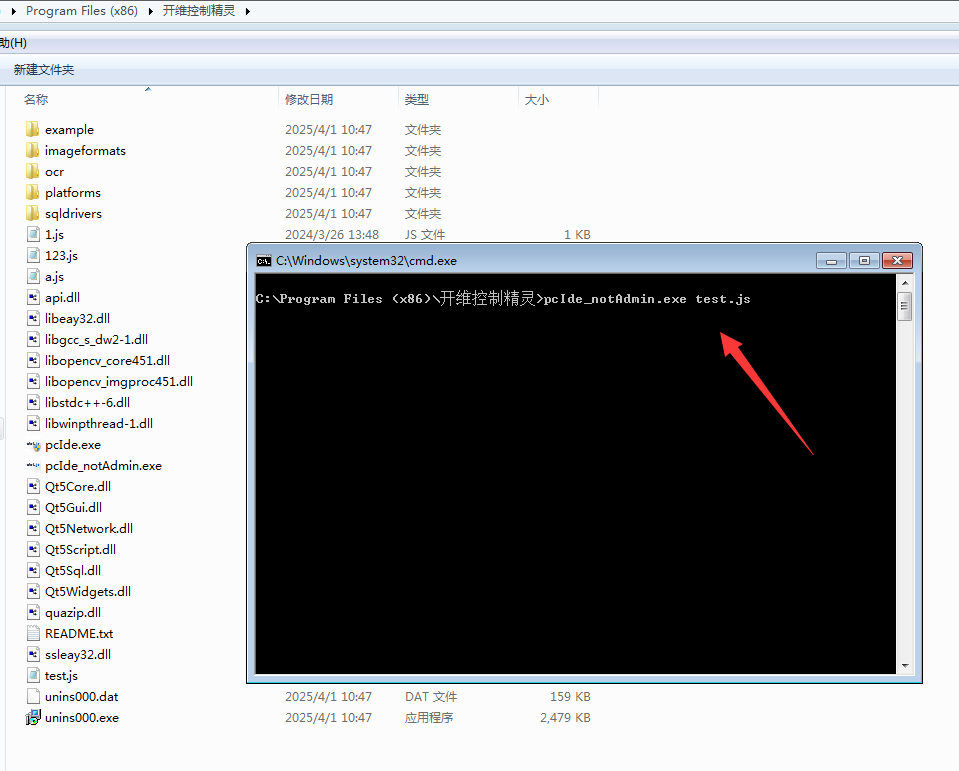 Program Files (x86) 开维控制精灵
助(H)
新建文件夹
名称 修改日期 类型 大小
example 2025/4/1 10:47 文件夹
imageformats 2025/4/1 10:47 文件夹
ocr 2025/4/1 10:47 文件夹
platforms 2025/4/1 10:47 文件夹
sqldrivers 2025/4/1 10:47 文件夹
1.js 2024/3/26 13:48 JS 文件 1 KB
123.js
a.js
api.dll
libeay32.dll
libgcc_s_dw2-1.dll
libopencv_core451.dll
libopencv_imgproc451.dll
libstdc++-6.dll
libwinpthread-1.dll
pcIde.exe
pcIde_notAdmin.exe
Qt5Core.dll
Qt5Gui.dll
Qt5Network.dll
Qt5Script.dll
Qt5Sql.dll
Qt5Widgets.dll
quazip.dll
README.txt
ssleay32.dll
test.js
unins000.dat 2025/4/1 10:47 DAT 文件 159 KB
unins000.exe 2025/4/1 10:47 应用程序 2,479 KB
C:\Windows\system32\cmd.exe
C:\Program Files (x86)\开维控制精灵>pcIde_notAdmin.exe test.js